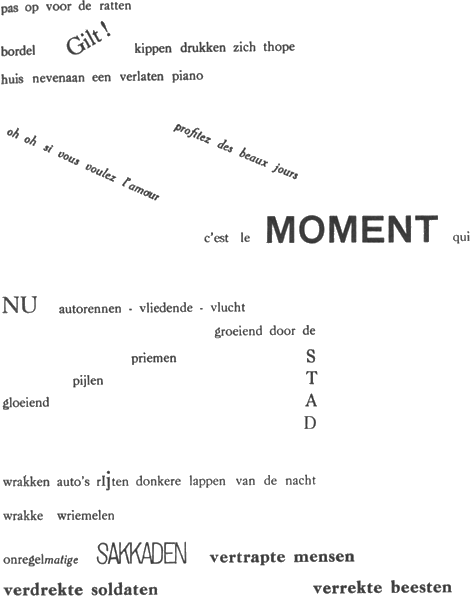 pas op voor de ratten
bordel Gilt! kippen drukken zich thope
huis nevenaan een verlaten piano
oh oh si vous voulez l'amour
profitez des beaux jours
c'est le MOMENT qui
NU autorennen - vliedende - vlucht
groeiend door de
priemen S
pijlen T
gloeiend A
D
wrakken auto's rIjten donkere lappen van de nacht
wrakke wriemelen
onregelmatige SAKKADEN vertrapte mensen
verdrekte soldaten verrekte beesten